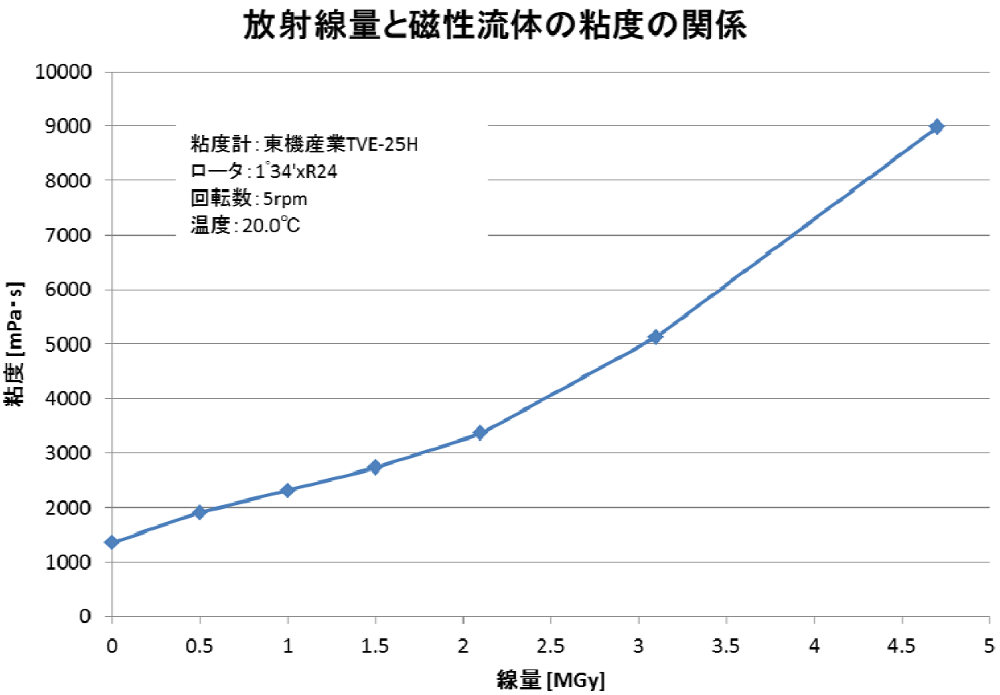 放射線量と磁性流体の粘度の関係
10000
9000
8000
7000
6000
5000
4000
3000
2000
1000
0
粘度計：東機産業TVE-25H
ロータ：1°34'xR24
回転数：5rpm
温度：20.0℃
粘度 [mPa・s]
0 0.5 1 1.5 2 2.5 3 3.5 4 4.5 5
線量 [MGy]